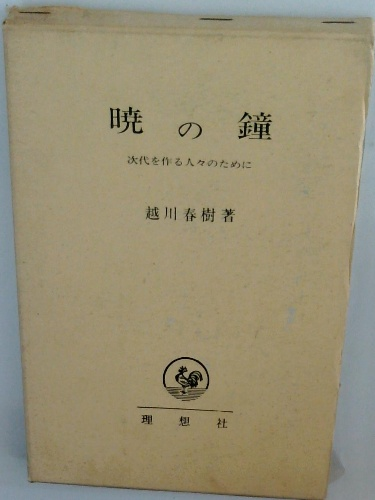 暁の鐘
次代を作る人々のために
越川春樹著
理想社